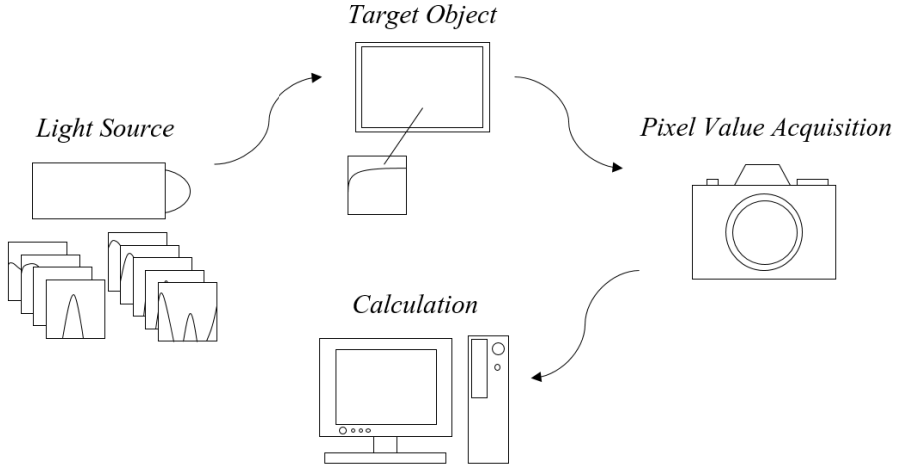 Target Object
Light Source
Pixel Value Acquisition
Calculation